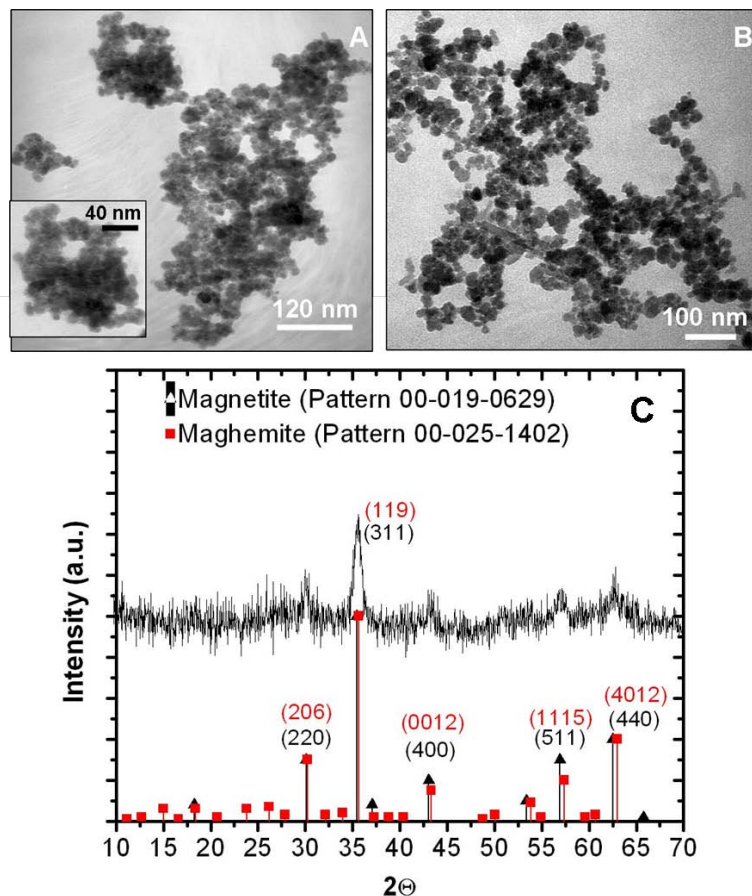 A
40 nm
120 nm
B
100 nm
C
Magnetite (Pattern 00-019-0629)
Maghemite (Pattern 00-025-1402)
(119)
(311)
(206)
(220)
(0012)
(400)
(1115)
(511)
(4012)
(440)
Intensity (a.u.)
10 15 20 25 30 35 40 45 50 55 60 65 70
2Θ